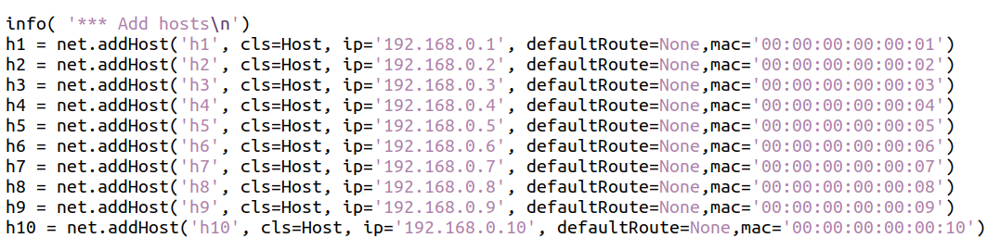 info( '*** Add hosts\n')
h1 = net.addHost('h1', cls=Host, ip='192.168.0.1', defaultRoute=None,mac='00:00:00:00:00:01')
h2 = net.addHost('h2', cls=Host, ip='192.168.0.2', defaultRoute=None,mac='00:00:00:00:00:02')
h3 = net.addHost('h3', cls=Host, ip='192.168.0.3', defaultRoute=None,mac='00:00:00:00:00:03')
h4 = net.addHost('h4', cls=Host, ip='192.168.0.4', defaultRoute=None,mac='00:00:00:00:00:04')
h5 = net.addHost('h5', cls=Host, ip='192.168.0.5', defaultRoute=None,mac='00:00:00:00:00:05')
h6 = net.addHost('h6', cls=Host, ip='192.168.0.6', defaultRoute=None,mac='00:00:00:00:00:06')
h7 = net.addHost('h7', cls=Host, ip='192.168.0.7', defaultRoute=None,mac='00:00:00:00:00:07')
h8 = net.addHost('h8', cls=Host, ip='192.168.0.8', defaultRoute=None,mac='00:00:00:00:00:08')
h9 = net.addHost('h9', cls=Host, ip='192.168.0.9', defaultRoute=None,mac='00:00:00:00:00:09')
h10 = net.addHost('h10', cls=Host, ip='192.168.0.10', defaultRoute=None,mac='00:00:00:00:00:10')